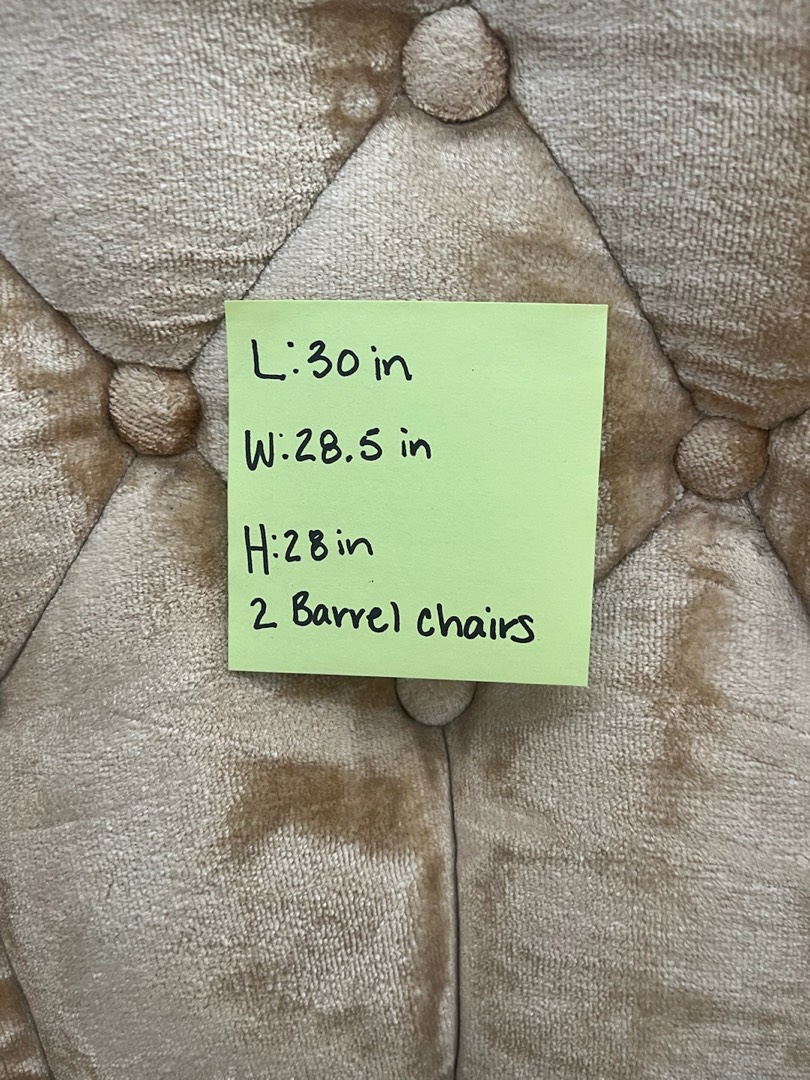 L:30 in
W:28.5 in
H:28 in
2 Barrel chairs